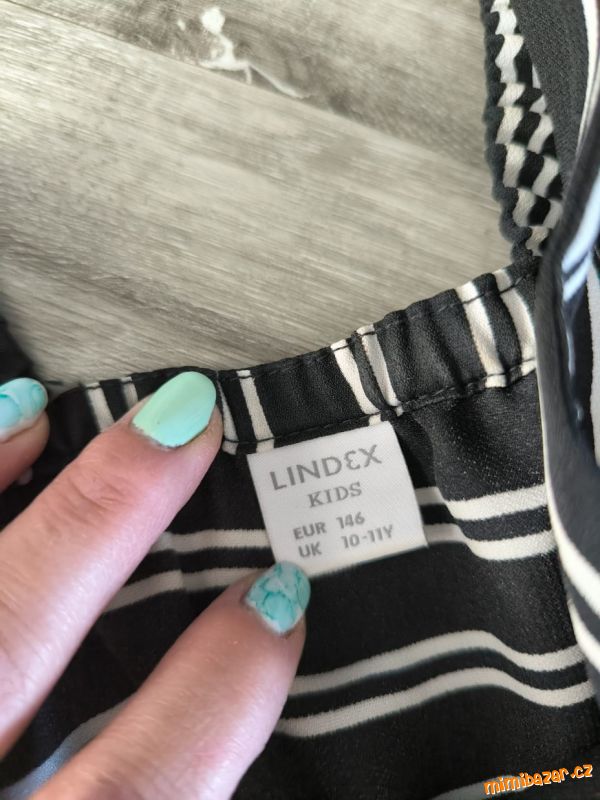 LINDEX
KIDS
EUR 146
UK 10-11Y
mimibazar.cz